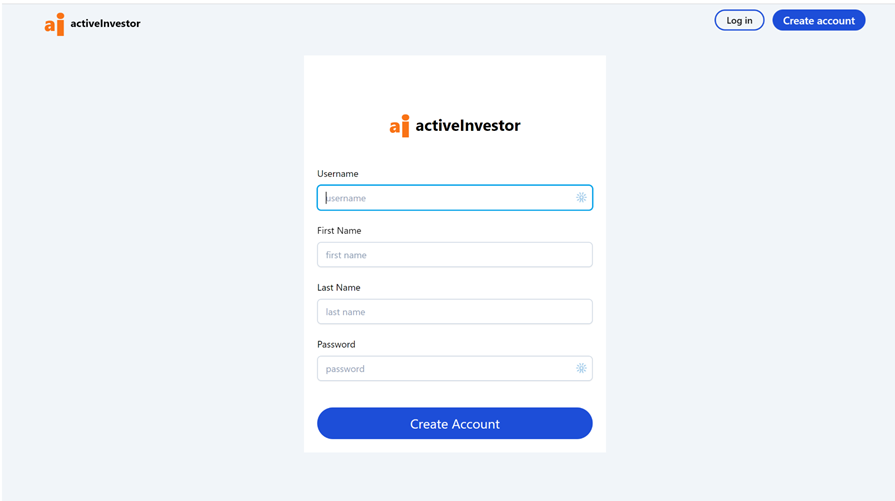 ai activeInvestor
Log in
Create account
ai activeInvestor
Username
username
First Name
first name
Last Name
last name
Password
password
Create Account